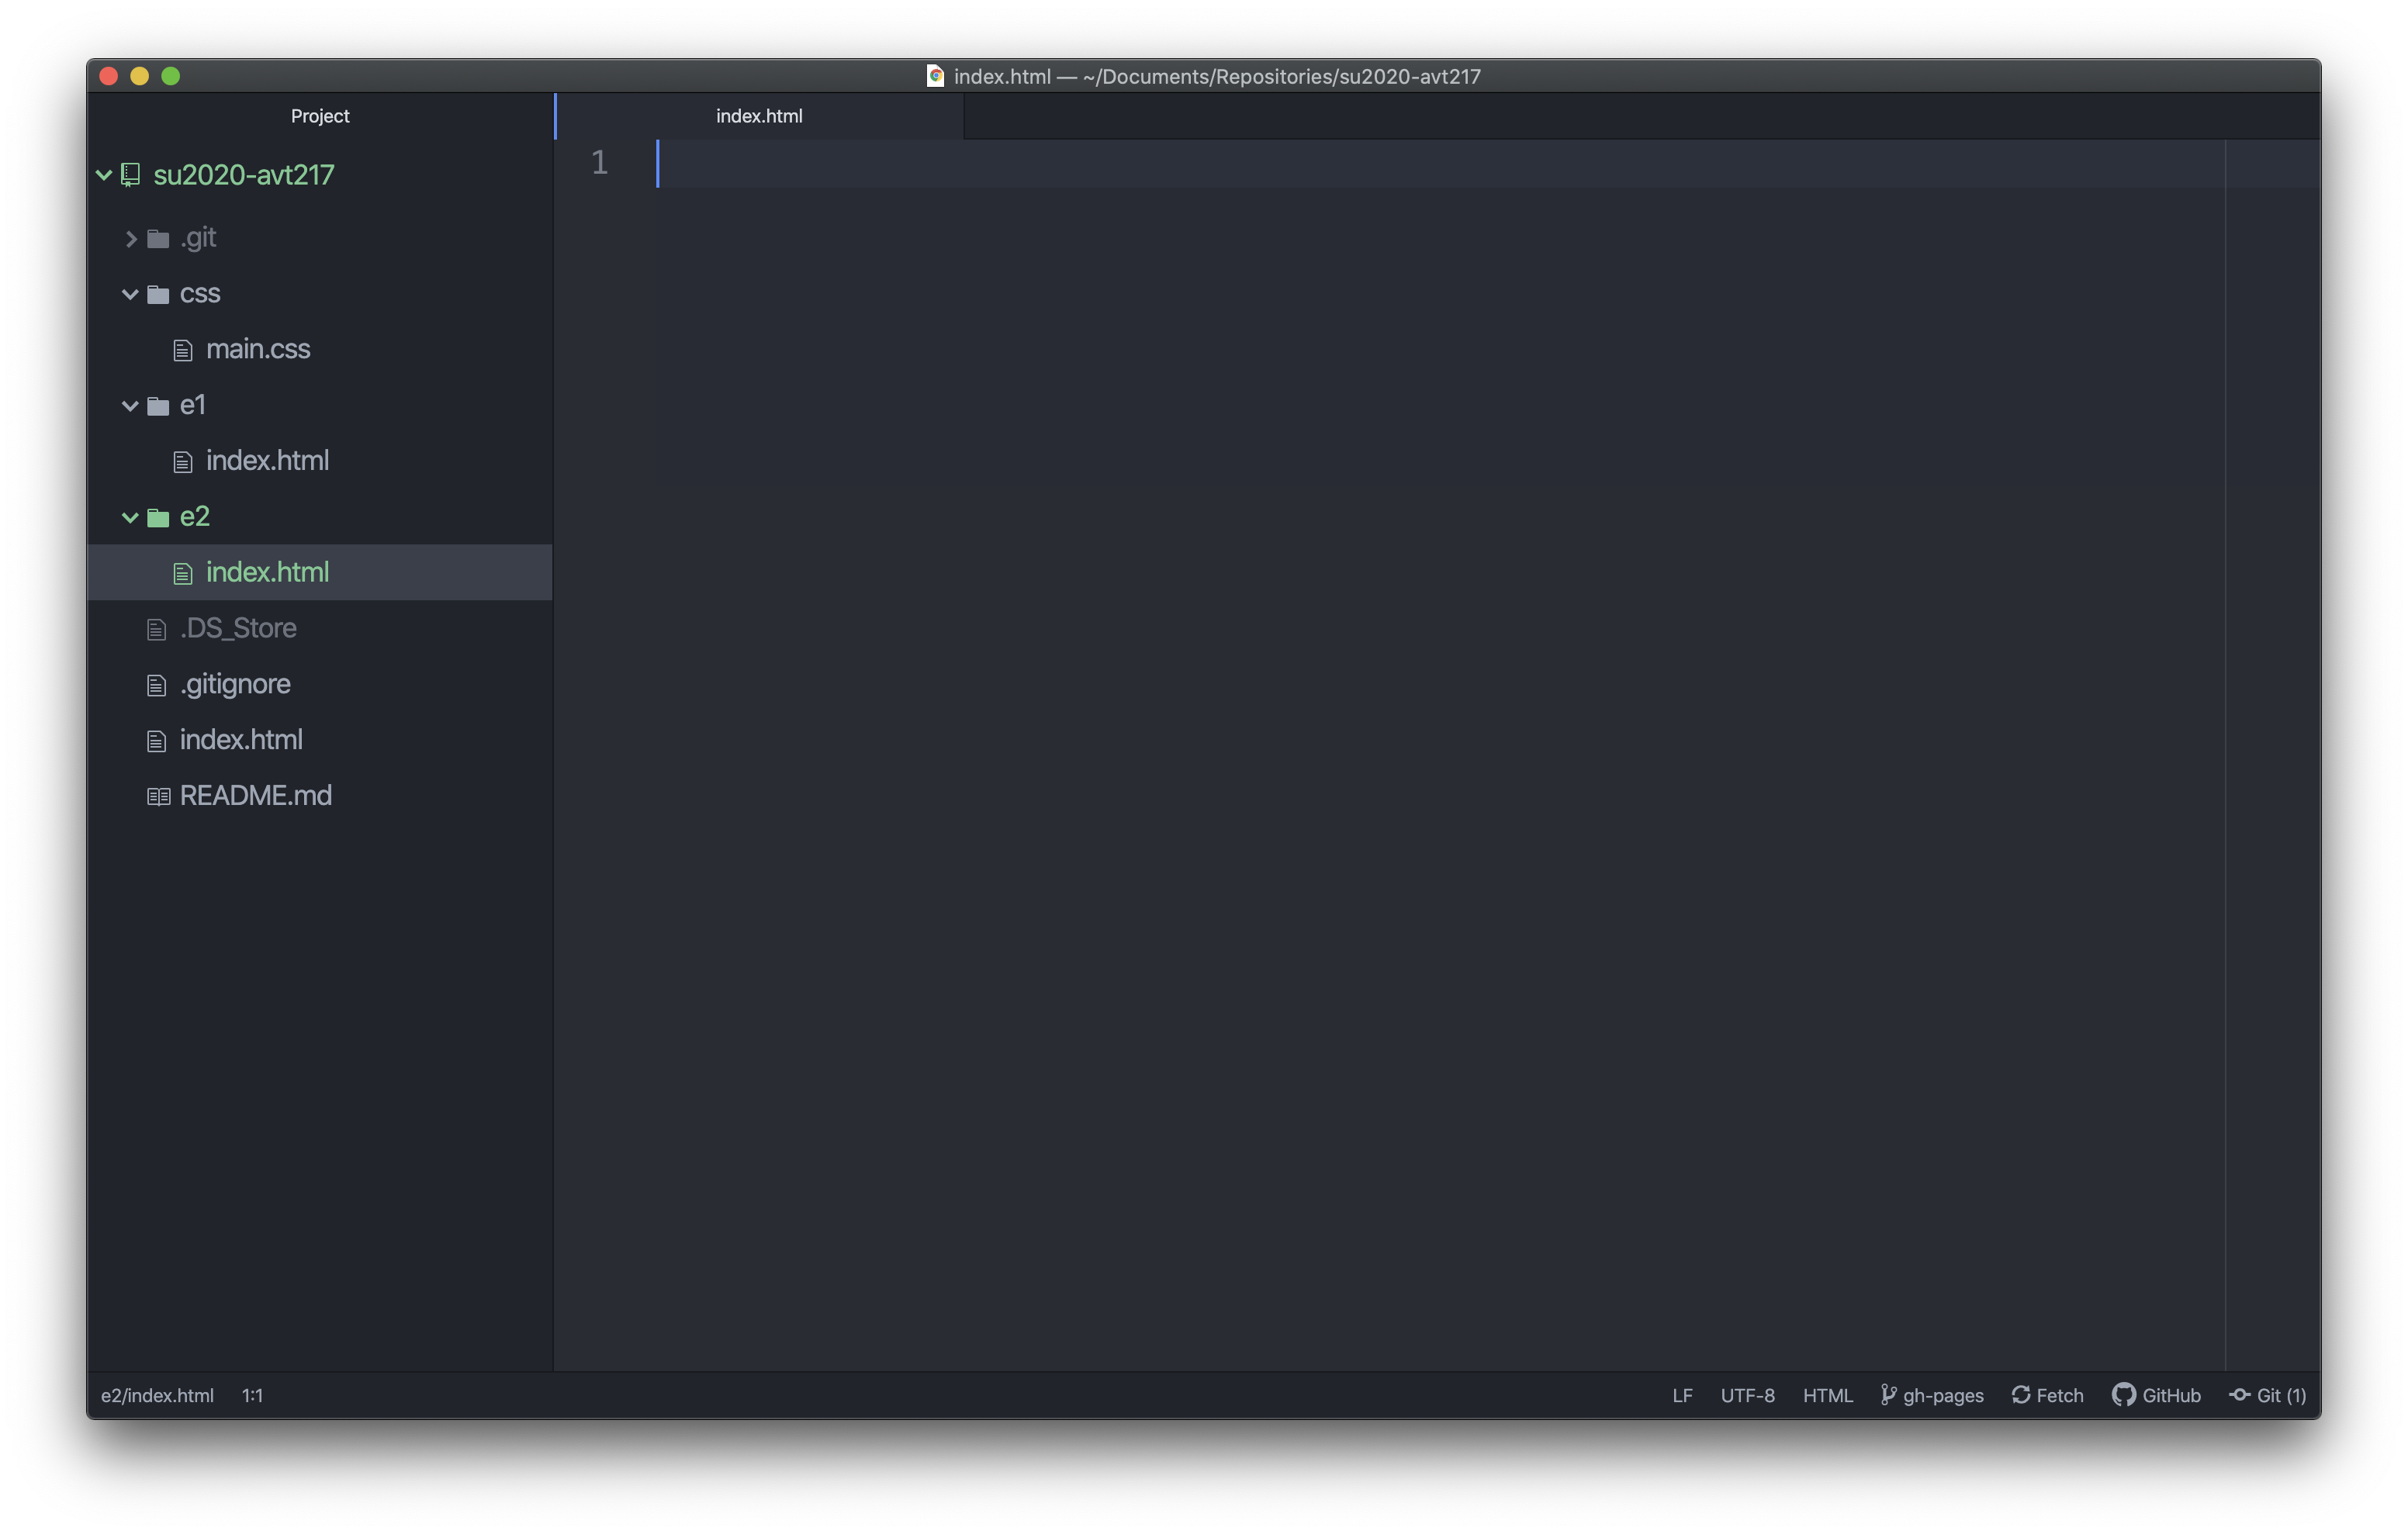 index.html — ~/Documents/Repositories/su2020-avt217
Project
index.html
su2020-avt217
1
.git
css
main.css
e1
index.html
e2
index.html
.DS_Store
.gitignore
index.html
README.md
e2/index.html 1:1 LF UTF-8 HTML gh-pages Fetch GitHub Git (1)